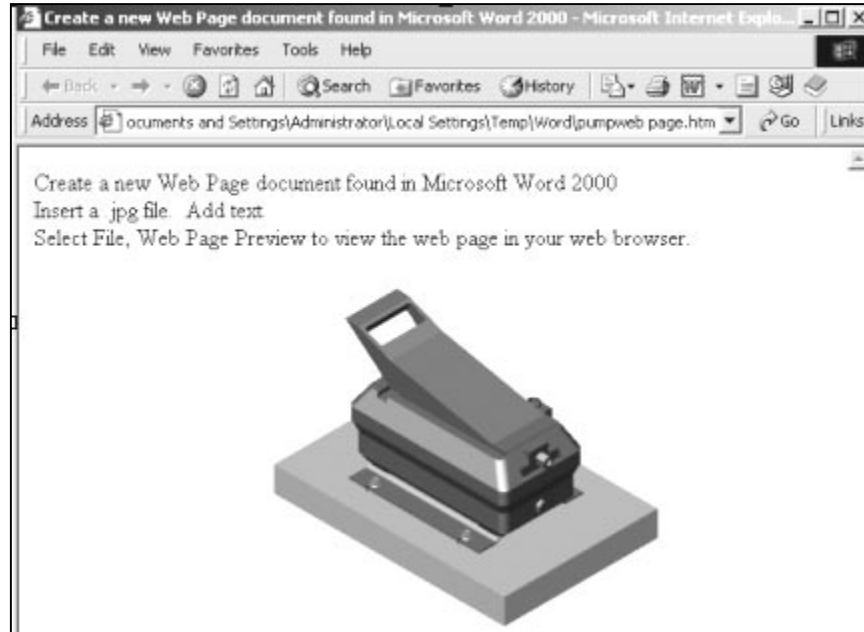 Create a new Web Page document found in Microsoft Word 2000 - Microsoft Internet Explo...
File Edit View Favorites Tools Help
Back Search Favorites History
Address ocuments and Settings\Administrator\Local Settings\Temp\Word\pumpweb page.htm Go Links
Create a new Web Page document found in Microsoft Word 2000
Insert a .jpg file. Add text
Select File, Web Page Preview to view the web page in your web browser.